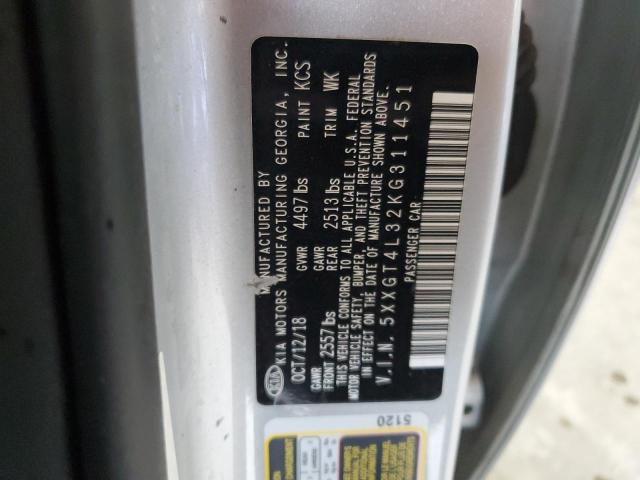 MANUFACTURED BY
KIA KIA MOTORS MANUFACTURING GEORGIA, INC.
OCT/12/18 GVWR 4497lbs PAINT KCS
GAWR FRONT 2557lbs GAWR REAR 2513lbs TRIM WK
THIS VEHICLE CONFORMS TO ALL APPLICABLE U.S.A. FEDERAL
MOTOR VEHICLE SAFETY, BUMPER, AND THEFT PREVENTION STANDARDS
IN EFFECT ON THE DATE OF MANUFACTURE SHOWN ABOVE.
V.I.N. 5XXGT4L32KG311451
PASSENGER CAR
5120